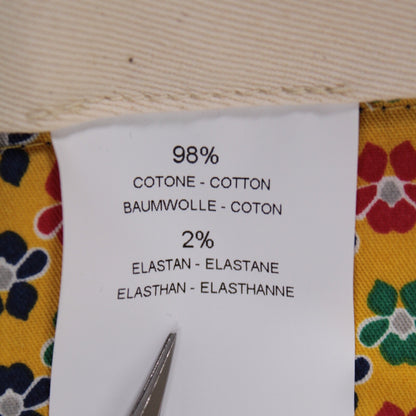 98%
COTONE - COTTON
BAUMWOLLE - COTON
2%
ELASTAN - ELASTANE
ELASTHAN - ELASTHANNE